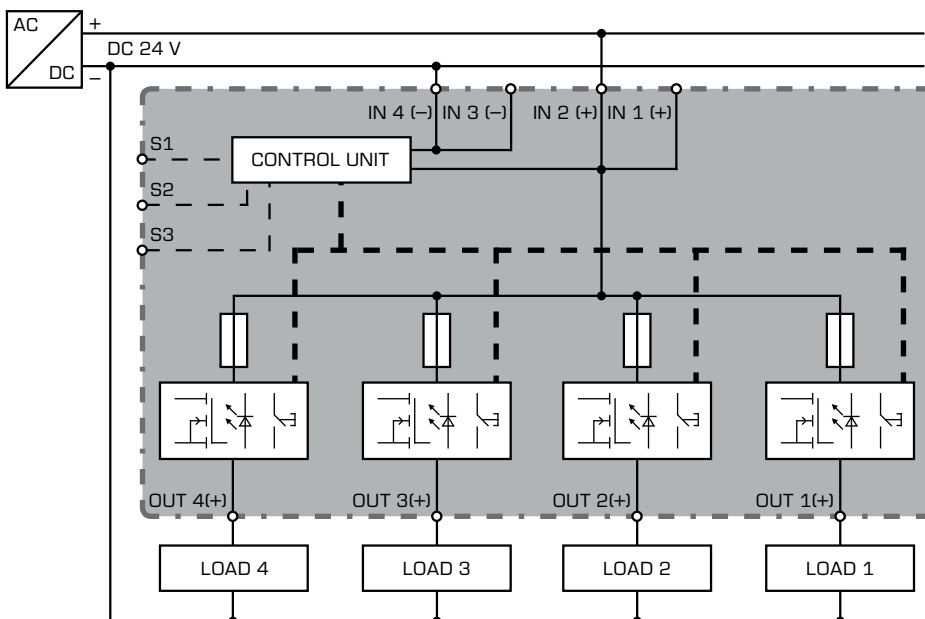 AC
+
DC 24 V
DC
−
IN 4 (−) IN 3 (−) IN 2 (+) IN 1 (+)
S1
CONTROL UNIT
S2
S3
OUT 4(+) OUT 3(+) OUT 2(+) OUT 1(+)
LOAD 4 LOAD 3 LOAD 2 LOAD 1